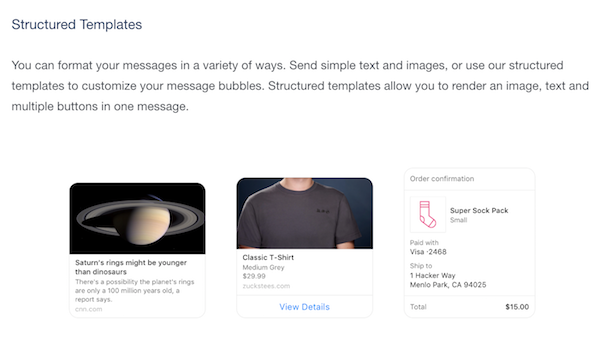 Structured Templates
You can format your messages in a variety of ways. Send simple text and images, or use our structured
templates to customize your message bubbles. Structured templates allow you to render an image, text and
multiple buttons in one message.
Saturn's rings might be younger
than dinosaurs
There's a possibility the planet's rings
are only a 100 million years old, a
report says.
cnn.com
Classic T-Shirt
Medium Grey
$29.99
zuckstees.com
View Details
Order confirmation
Super Sock Pack
Small
Paid with
Visa ·2468
Ship to
1 Hacker Way
Menlo Park, CA 94025
Total $15.00